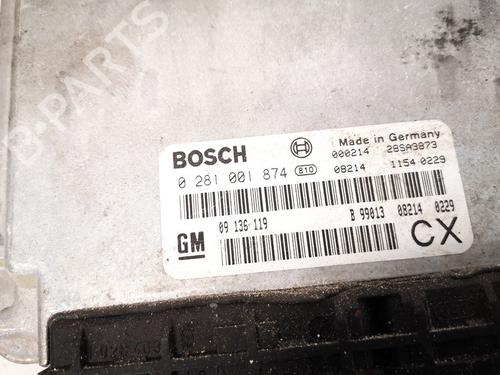 B-PARTS
BOSCH
Made in Germany
000214 28SA3873
0 281 001 874 810 08214 1154 0229
09 136 119 B 99013 08214 0229
GM CX